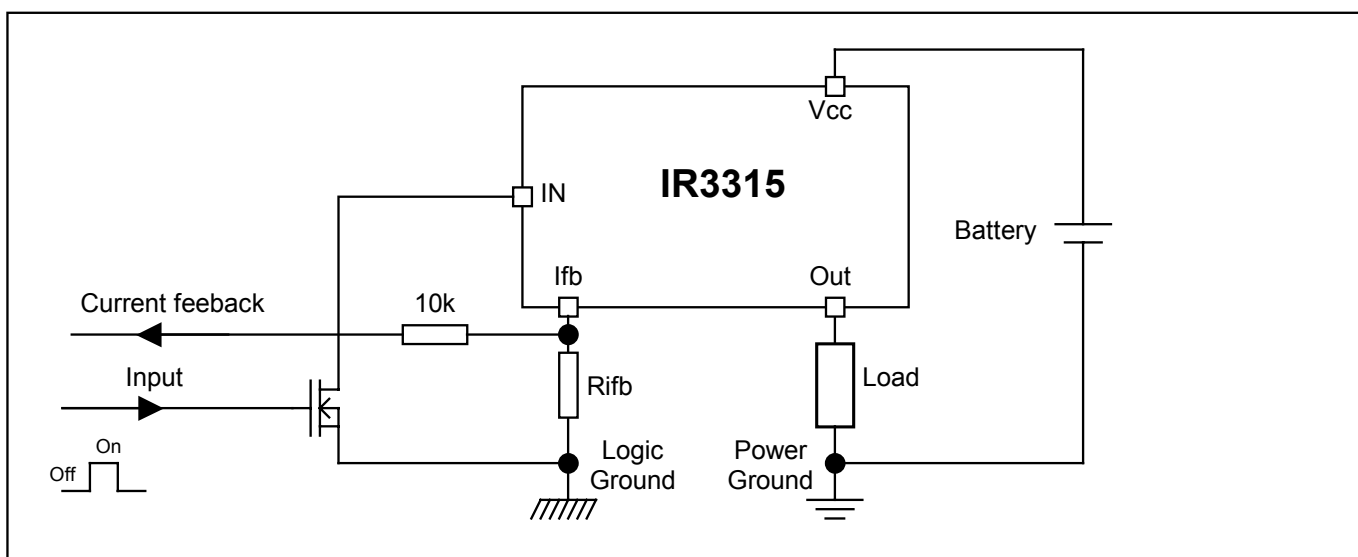 Vcc
IR3315
IN
Battery
Ifb
Out
Current feeback
10k
Input
Rifb
Load
On
Off
Logic
Ground
Power
Ground